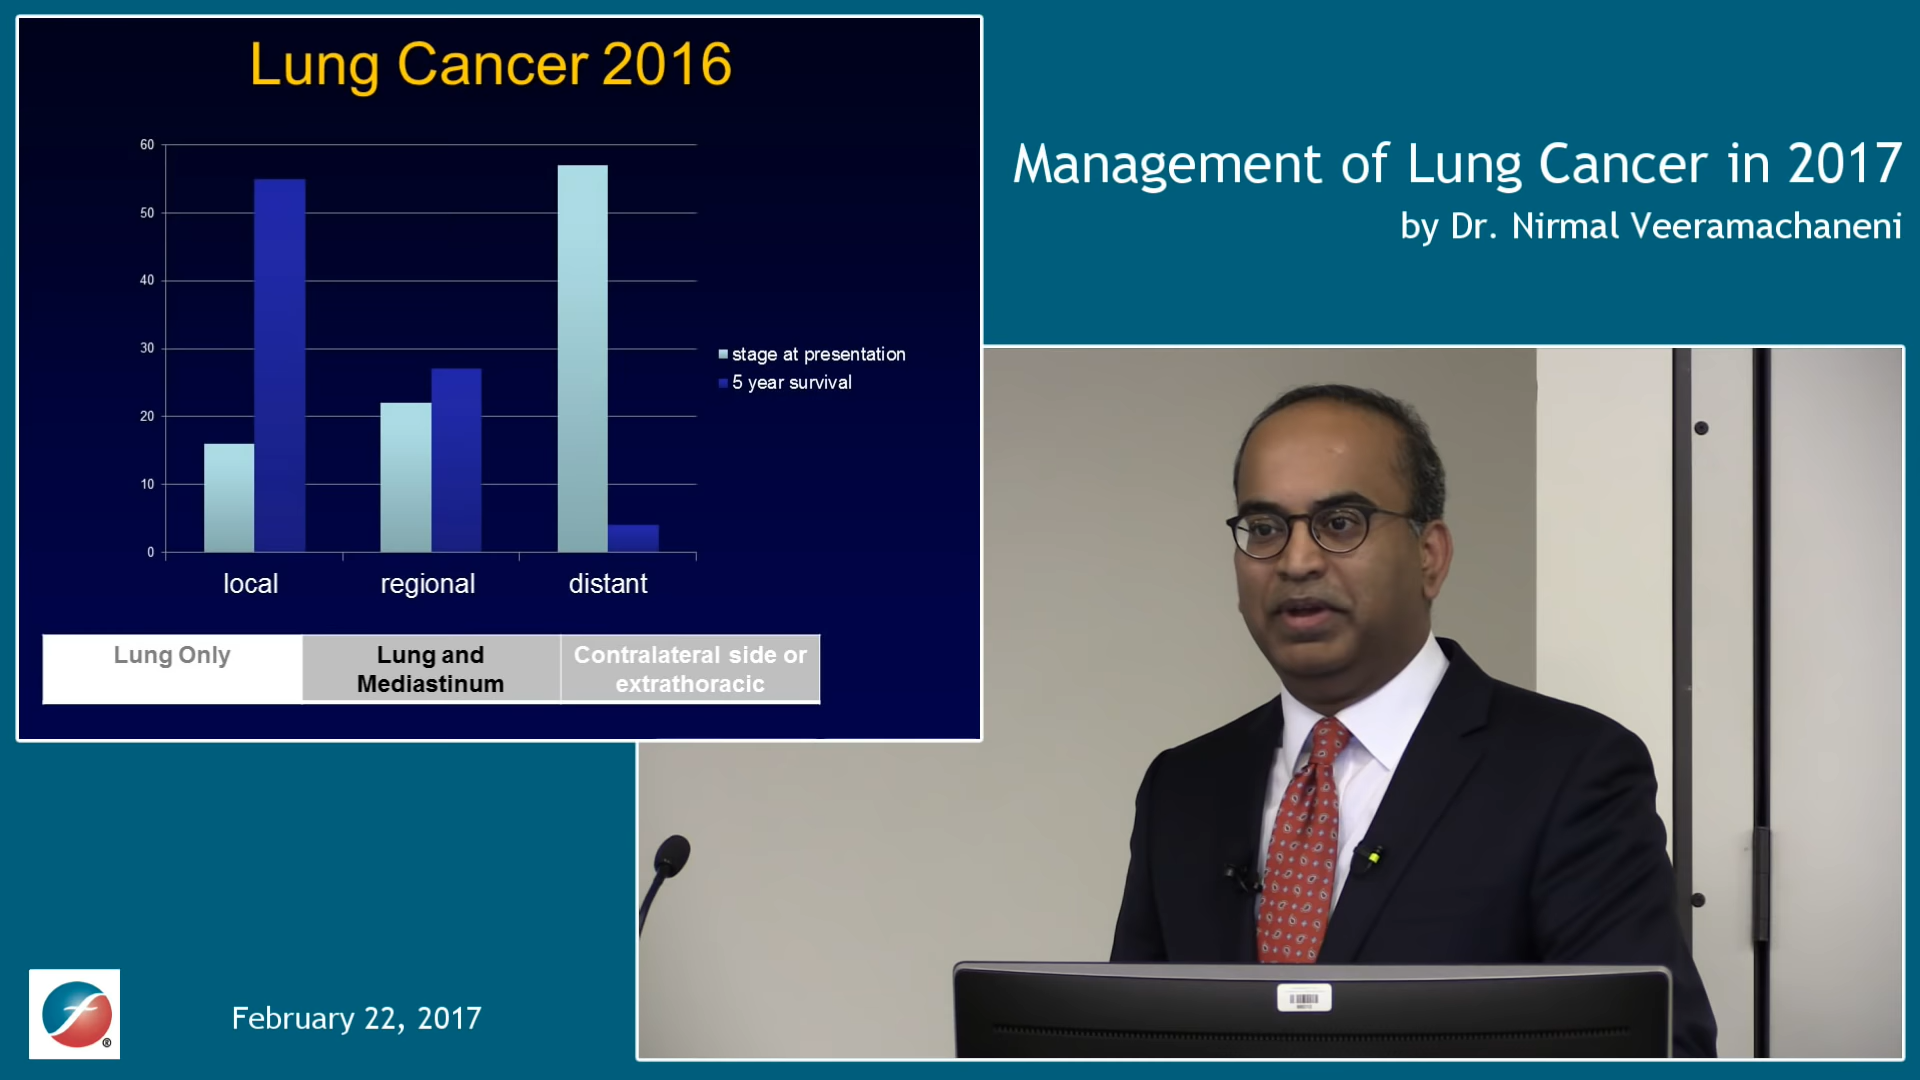 Lung Cancer 2016
60
50
40
30
20
10
0
local regional distant
stage at presentation
5 year survival
Lung Only
Lung and
Mediastinum
Contralateral side or
extrathoracic
Management of Lung Cancer in 2017
by Dr. Nirmal Veeramachaneni
f
®
February 22, 2017